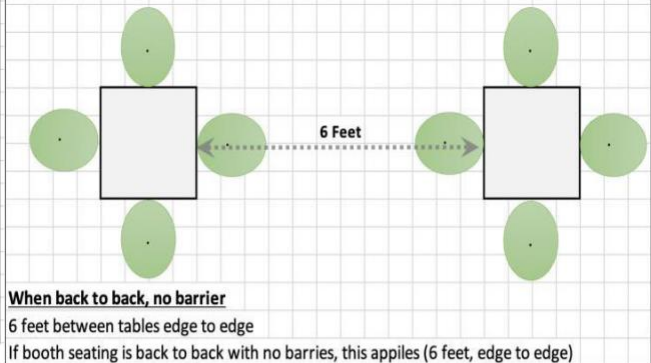 6 Feet
When back to back, no barrier
6 feet between tables edge to edge
If booth seating is back to back with no barries, this appiles (6 feet, edge to edge)